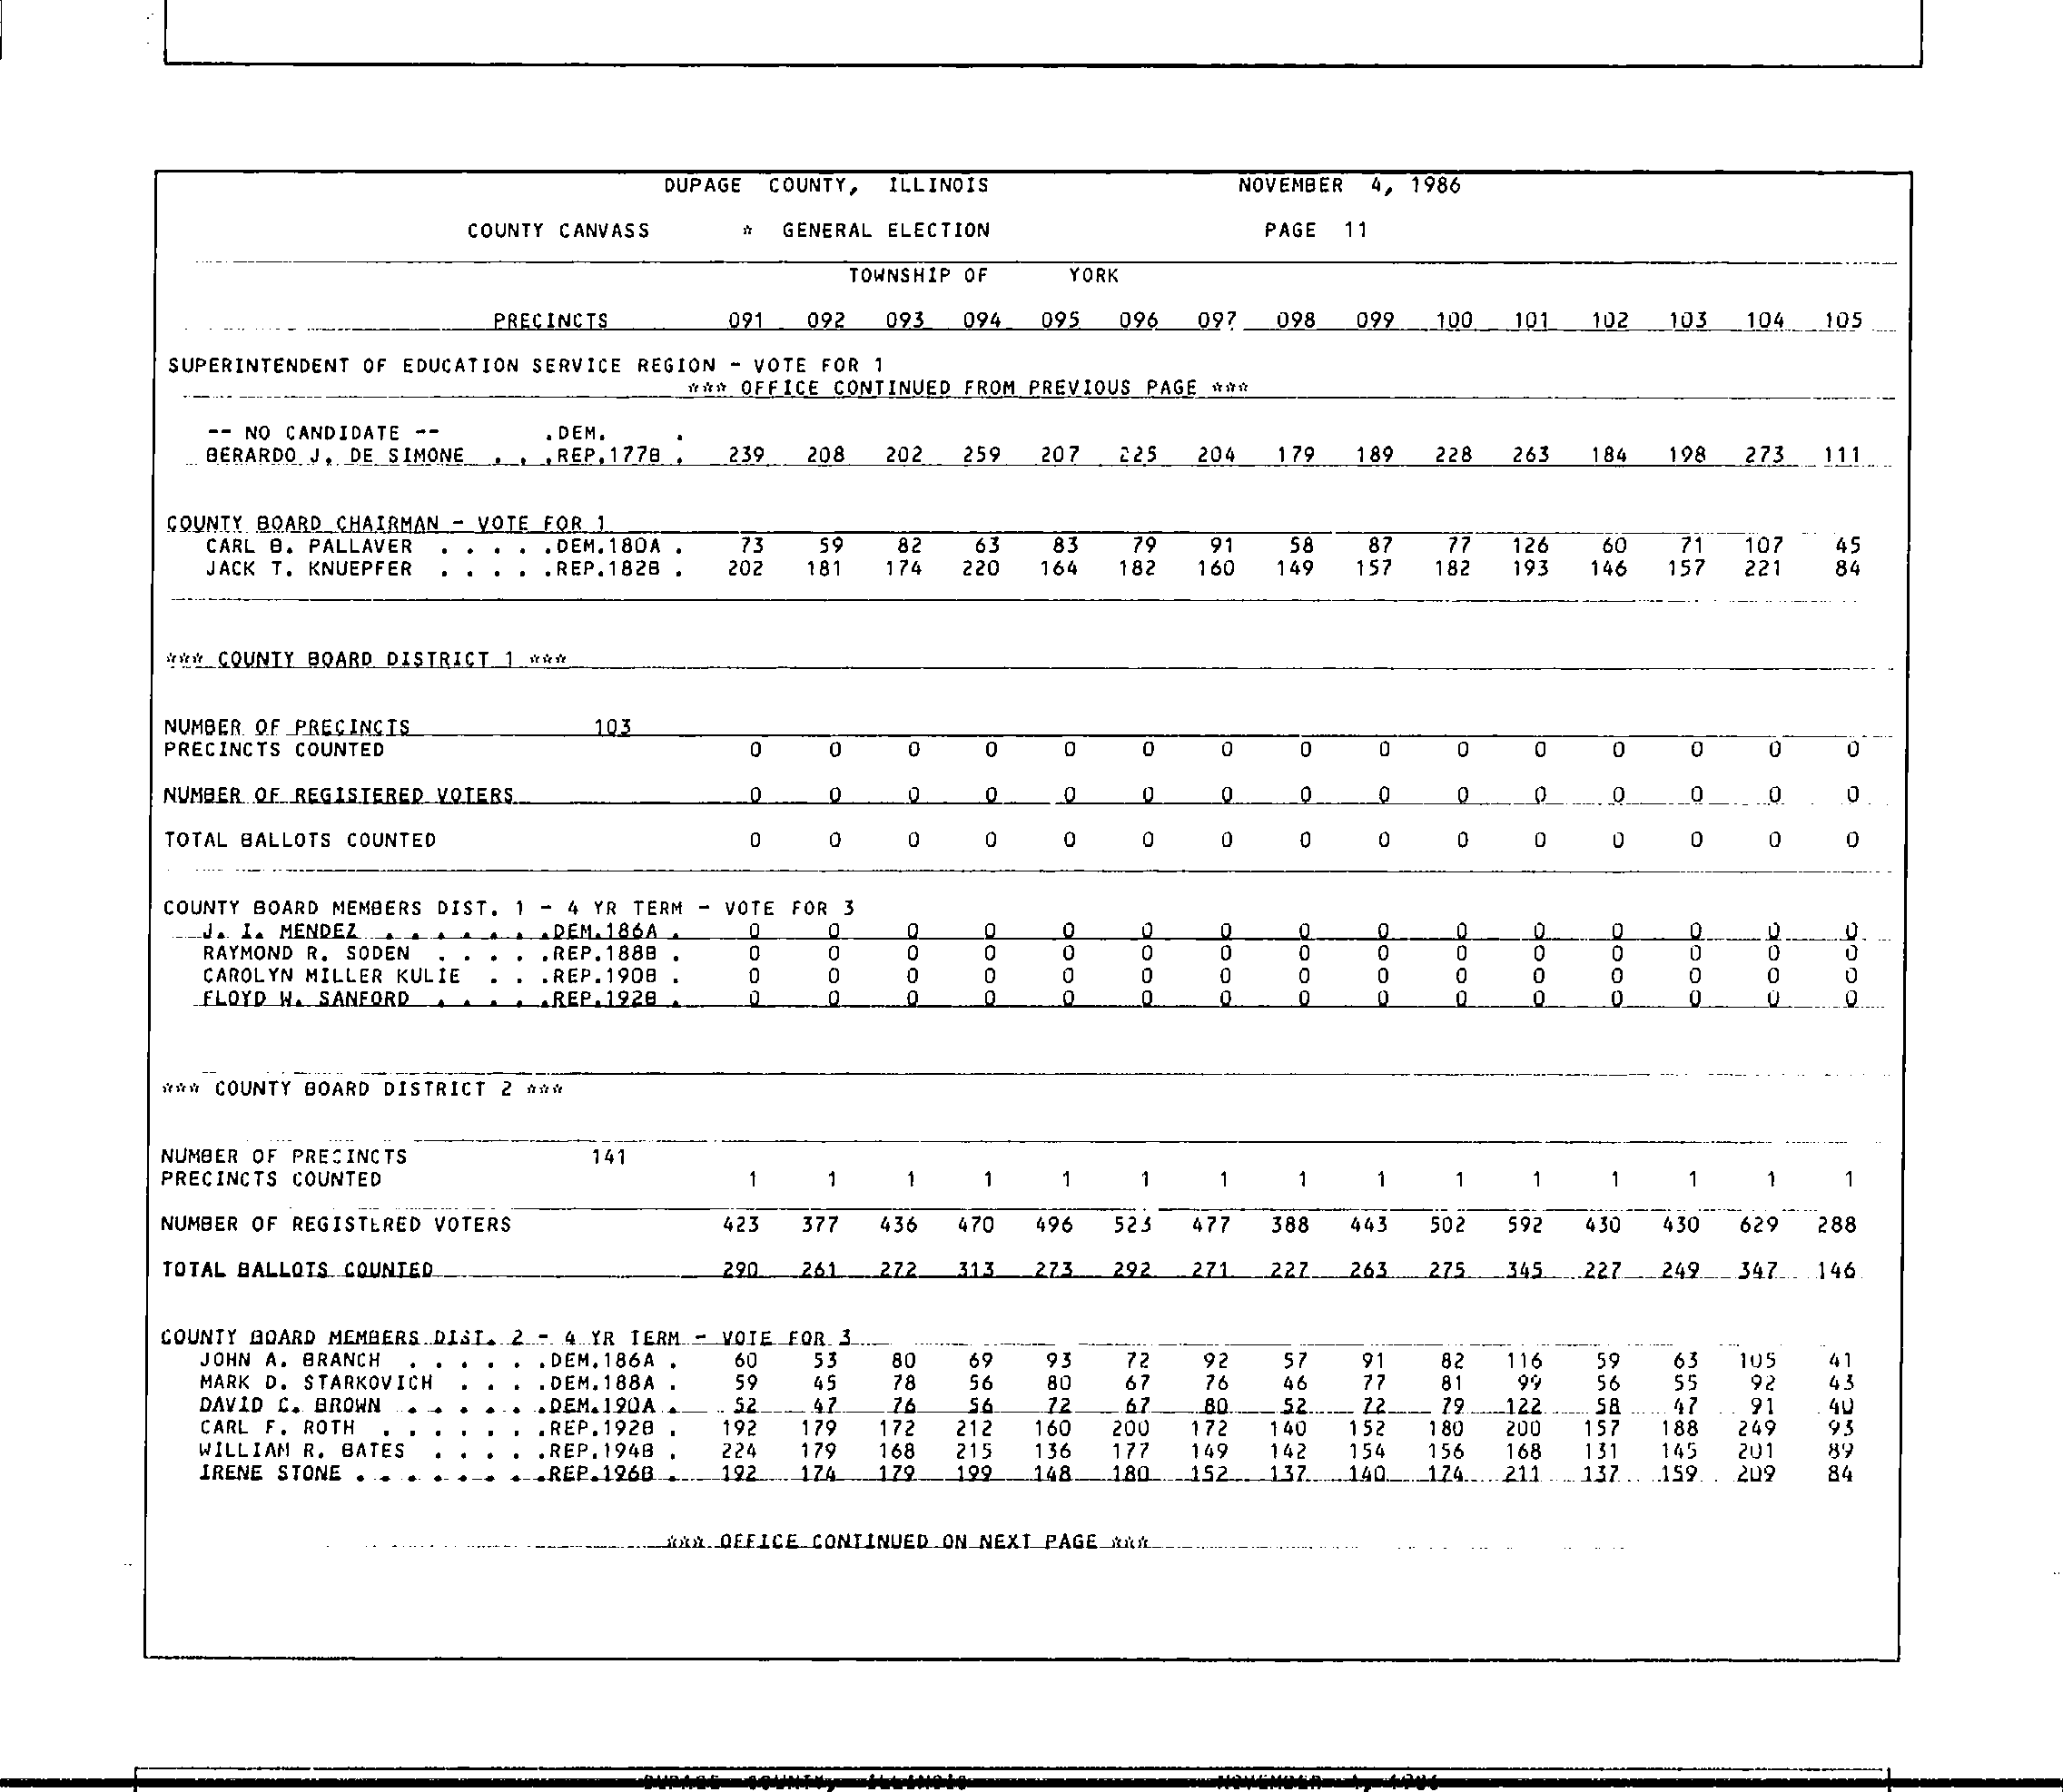 DUPAGE COUNTY, ILLINOIS NOVEMBER 4, 1986
COUNTY CANVASS * GENERAL ELECTION PAGE 11
TOWNSHIP OF YORK
PRECINCTS 091 092 093 094 095 096 097 098 099 100 101 102 103 104 105
SUPERINTENDENT OF EDUCATION SERVICE REGION - VOTE FOR 1
*** OFFICE CONTINUED FROM PREVIOUS PAGE ***
-- NO CANDIDATE -- .DEM. .
BERARDO J. DE SIMONE . . .REP.177B . 239 208 202 259 207 225 204 179 189 228 263 184 198 273 111
COUNTY BOARD CHAIRMAN - VOTE FOR 1
CARL B. PALLAVER . . . . .DEM.180A . 73 59 82 63 83 79 91 58 87 77 126 60 71 107 45
JACK T. KNUEPFER . . . . .REP.182B . 202 181 174 220 164 182 160 149 157 182 193 146 157 221 84
*** COUNTY BOARD DISTRICT 1 ***
NUMBER OF PRECINCTS 103
PRECINCTS COUNTED 0 0 0 0 0 0 0 0 0 0 0 0 0 0 0
NUMBER OF REGISTERED VOTERS 0 0 0 0 0 0 0 0 0 0 0 0 0 0 0
TOTAL BALLOTS COUNTED 0 0 0 0 0 0 0 0 0 0 0 0 0 0 0
COUNTY BOARD MEMBERS DIST. 1 - 4 YR TERM - VOTE FOR 3
J. I. MENDEZ . . . . . . .DEM.186A . 0 0 0 0 0 0 0 0 0 0 0 0 0 0 0
RAYMOND R. SODEN . . . . .REP.188B . 0 0 0 0 0 0 0 0 0 0 0 0 0 0 0
CAROLYN MILLER KULIE . . .REP.190B . 0 0 0 0 0 0 0 0 0 0 0 0 0 0 0
FLOYD W. SANFORD . . . . .REP.192B . 0 0 0 0 0 0 0 0 0 0 0 0 0 0 0
*** COUNTY BOARD DISTRICT 2 ***
NUMBER OF PRECINCTS 141
PRECINCTS COUNTED 1 1 1 1 1 1 1 1 1 1 1 1 1 1 1
NUMBER OF REGISTERED VOTERS 423 377 436 470 496 523 477 388 443 502 592 430 430 629 288
TOTAL BALLOTS COUNTED 290 261 272 313 273 292 271 227 263 275 345 227 249 347 146
COUNTY BOARD MEMBERS DIST. 2 - 4 YR TERM - VOTE FOR 3
JOHN A. BRANCH . . . . . .DEM.186A . 60 53 80 69 93 72 92 57 91 82 116 59 63 105 41
MARK D. STARKOVICH . . . .DEM.188A . 59 45 78 56 80 67 76 46 77 81 99 56 55 92 43
DAVID C. BROWN . . . . . .DEM.190A . 52 47 76 56 72 67 80 52 72 79 122 58 47 91 40
CARL F. ROTH . . . . . . .REP.192B . 192 179 172 212 160 200 172 140 152 180 200 157 188 249 93
WILLIAM R. BATES . . . . .REP.194B . 224 179 168 215 136 177 149 142 154 156 168 131 145 201 89
IRENE STONE . . . . . . . .REP.196B . 192 174 179 199 148 180 152 137 140 174 211 137 159 209 84
*** OFFICE CONTINUED ON NEXT PAGE ***
DUPAGE COUNTY, ILLINOIS NOVEMBER 4, 1986